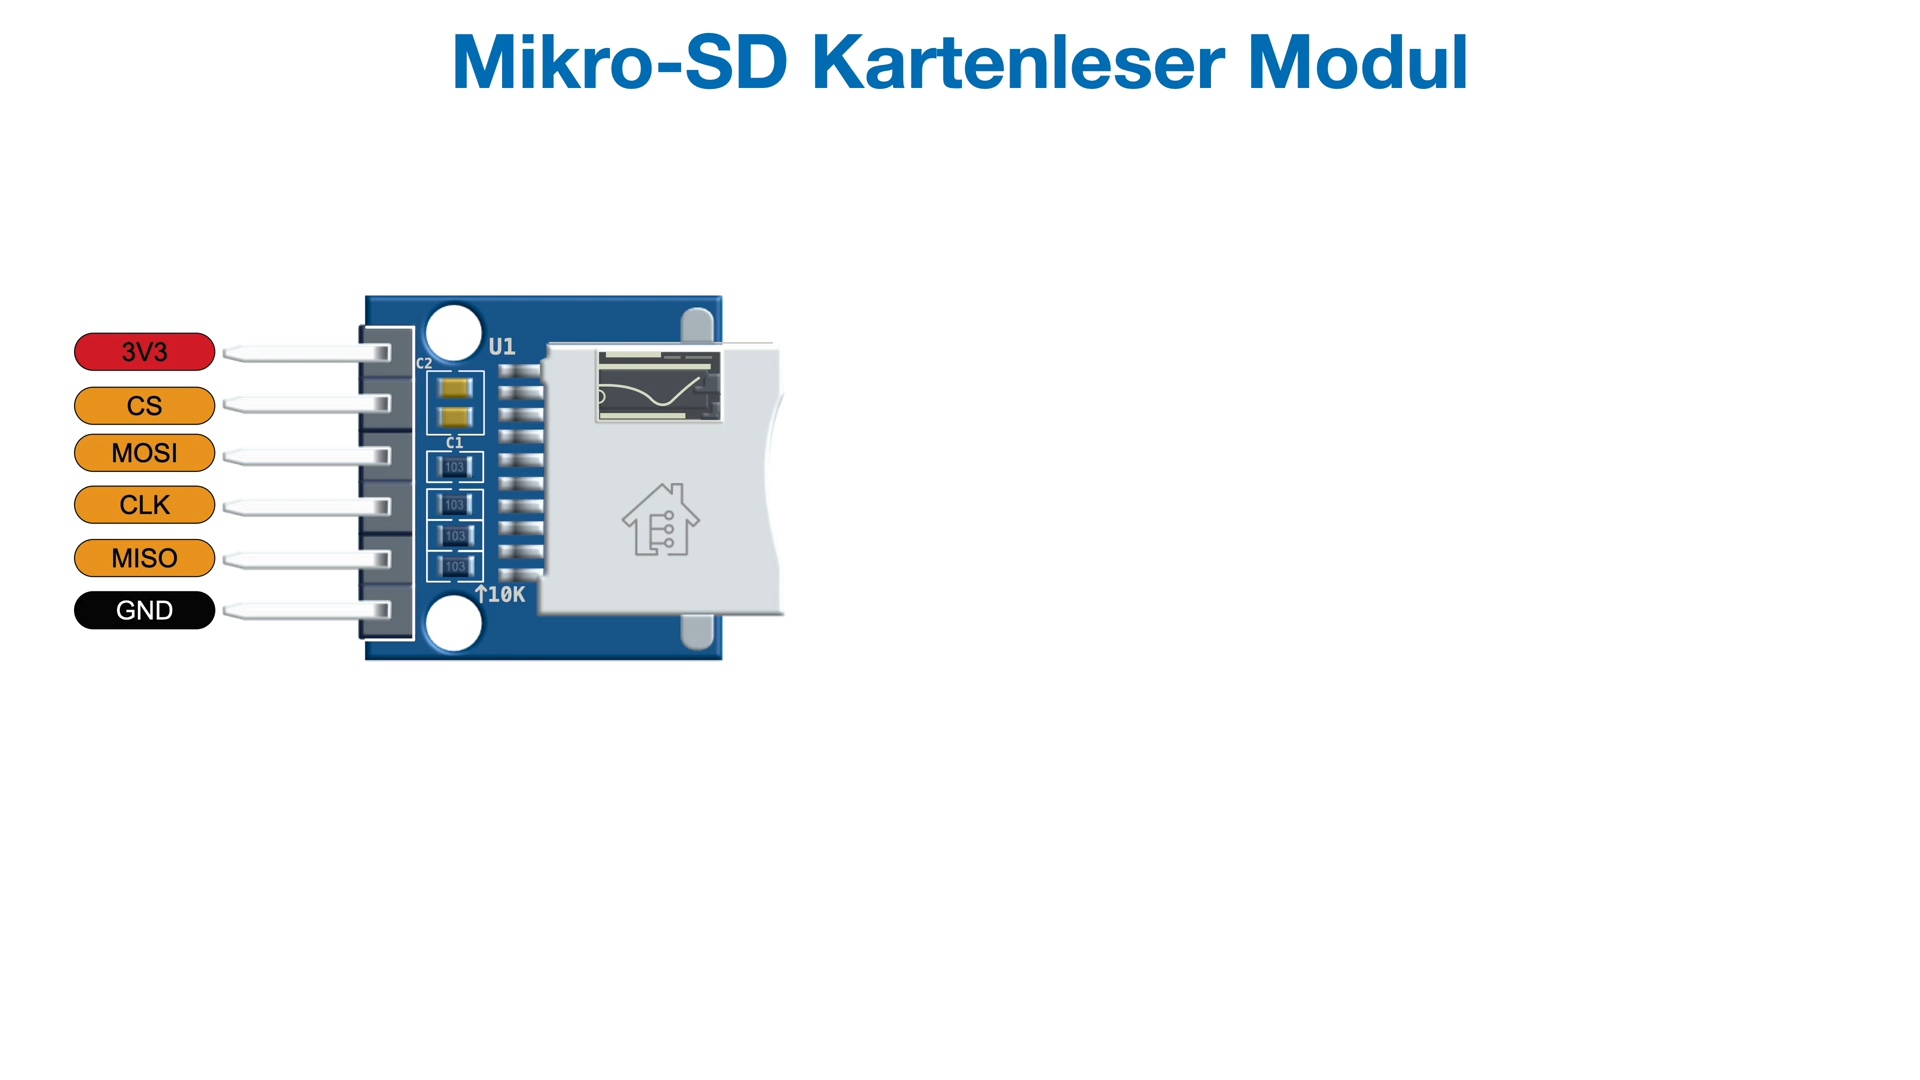 Mikro-SD Kartenleser Modul
3V3
CS
MOSI
CLK
MISO
GND
U1
C2
C1
103
103
103
103
↑10K